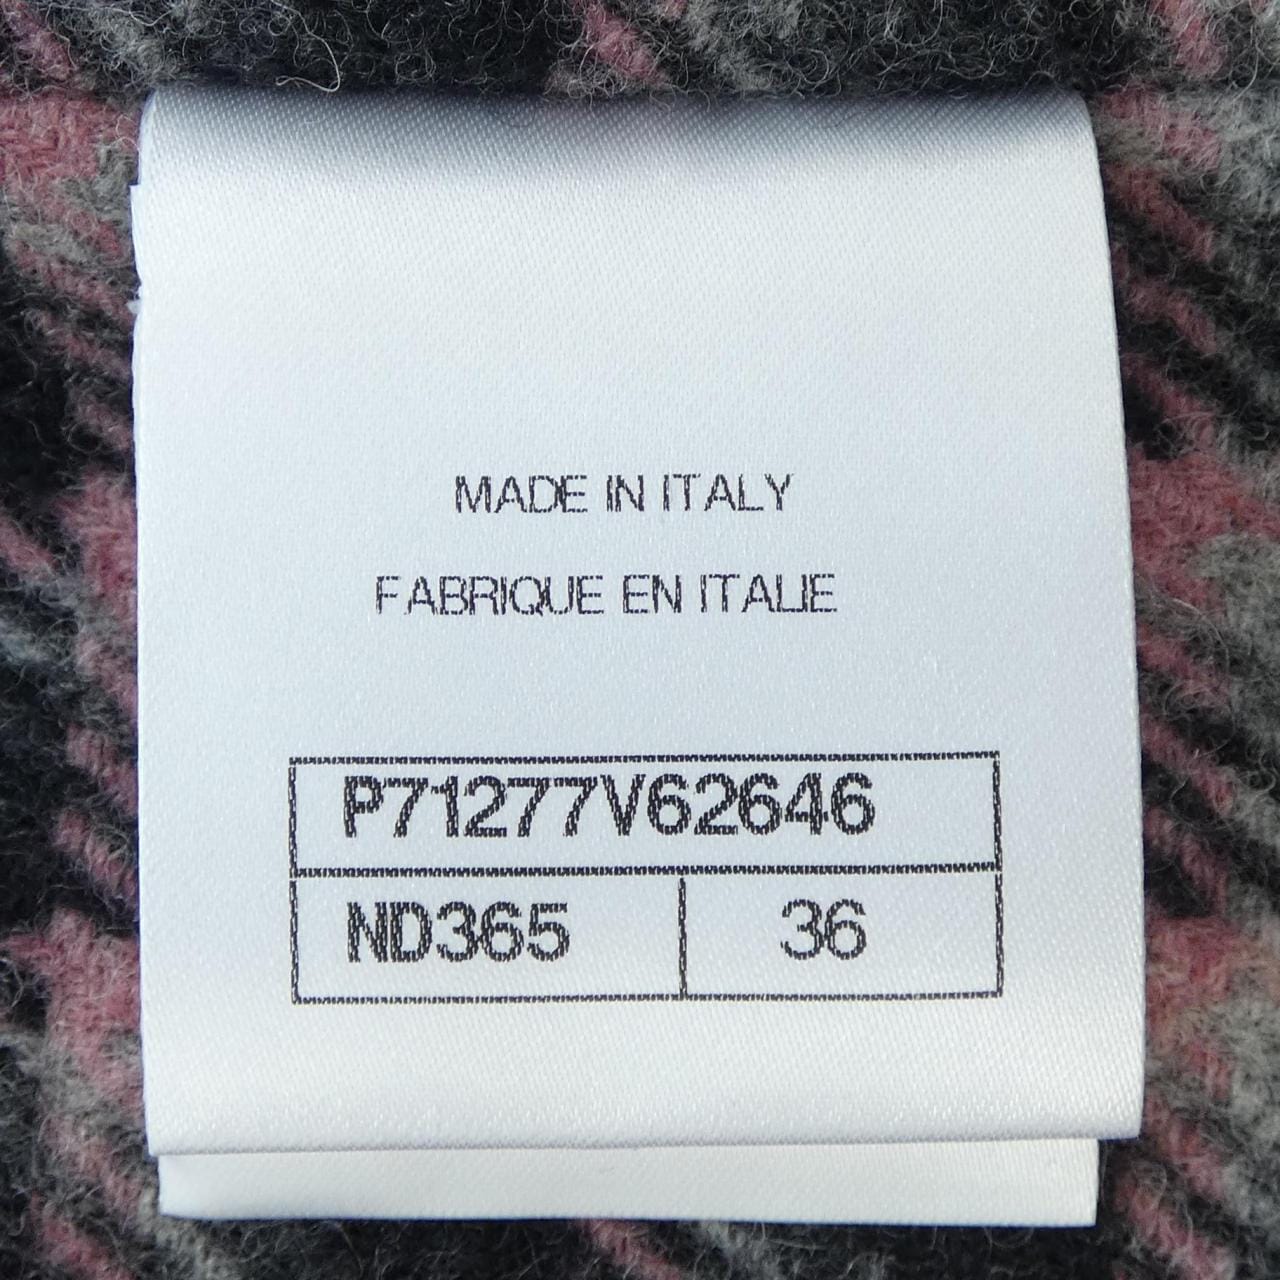 MADE IN ITALY
FABRIQUE EN ITALIE
P71277V62646
ND365 36